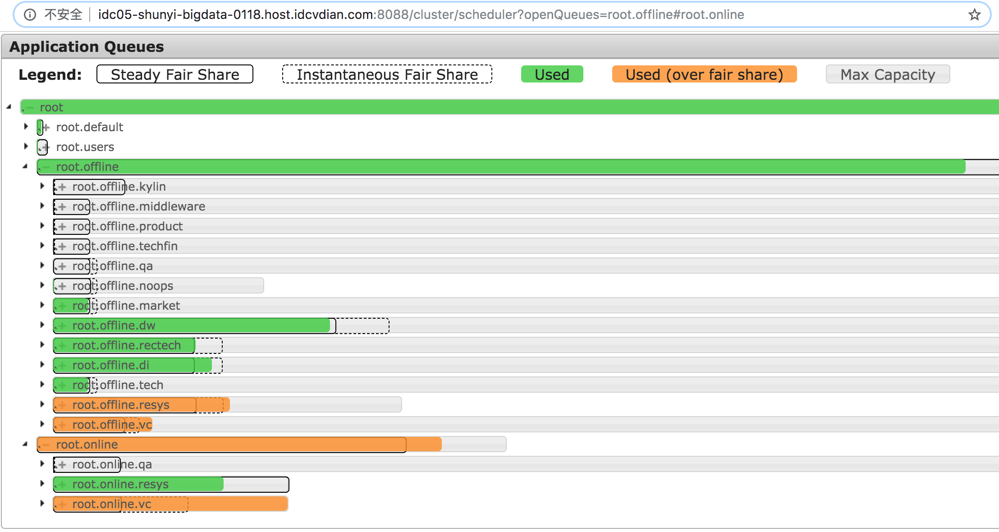 不安全 idc05-shunyi-bigdata-0118.host.idcvdian.com:8088/cluster/scheduler?openQueues=root.offline#root.online
Application Queues
Legend: Steady Fair Share Instantaneous Fair Share Used Used (over fair share) Max Capacity
root
root.default
root.users
root.offline
root.offline.kylin
root.offline.middleware
root.offline.product
root.offline.techfin
root.offline.qa
root.offline.noops
root.offline.market
root.offline.dw
root.offline.rectech
root.offline.di
root.offline.tech
root.offline.resys
root.offline.vc
root.online
root.online.qa
root.online.resys
root.online.vc